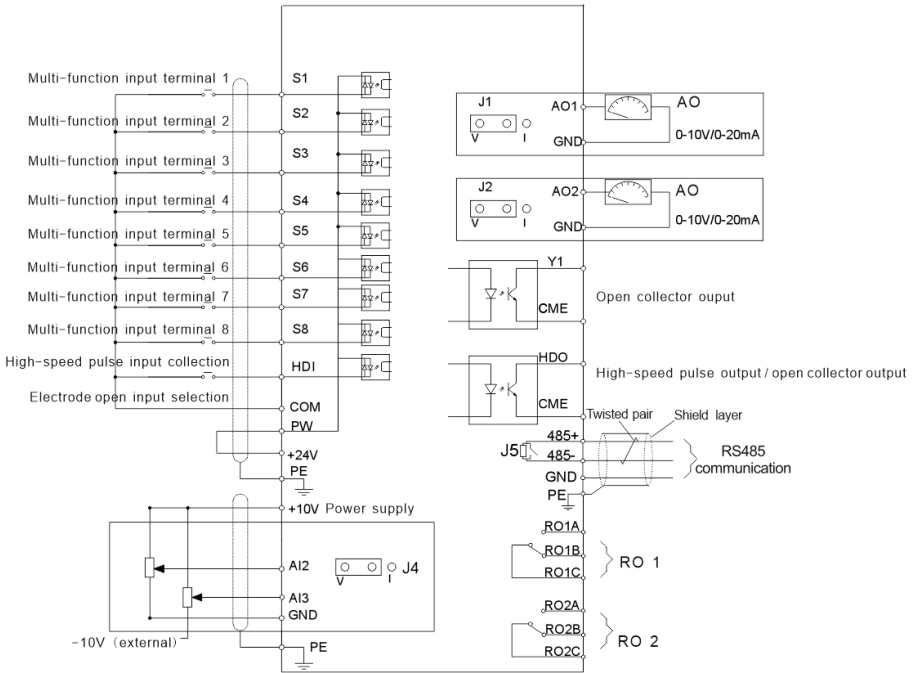 Multi-function input terminal 1
S1
Multi-function input terminal 2
S2
Multi-function input terminal 3
S3
Multi-function input terminal 4
S4
Multi-function input terminal 5
S5
Multi-function input terminal 6
S6
Multi-function input terminal 7
S7
Multi-function input terminal 8
S8
High-speed pulse input collection
HDI
Electrode open input selection
COM
PW
+24V
PE
+10V Power supply
AI2
V I J4
AI3
GND
-10V (external)
PE
J1
V I
AO1
GND
AO
0-10V/0-20mA
J2
V I
AO2
GND
AO
0-10V/0-20mA
Y1
CME
Open collector ouput
HDO
CME
High-speed pulse output / open collector output
Twisted pair
Shield layer
J5
485+
485-
GND
PE
RS485
communication
RO1A
RO1B
RO1C
RO 1
RO2A
RO2B
RO2C
RO 2